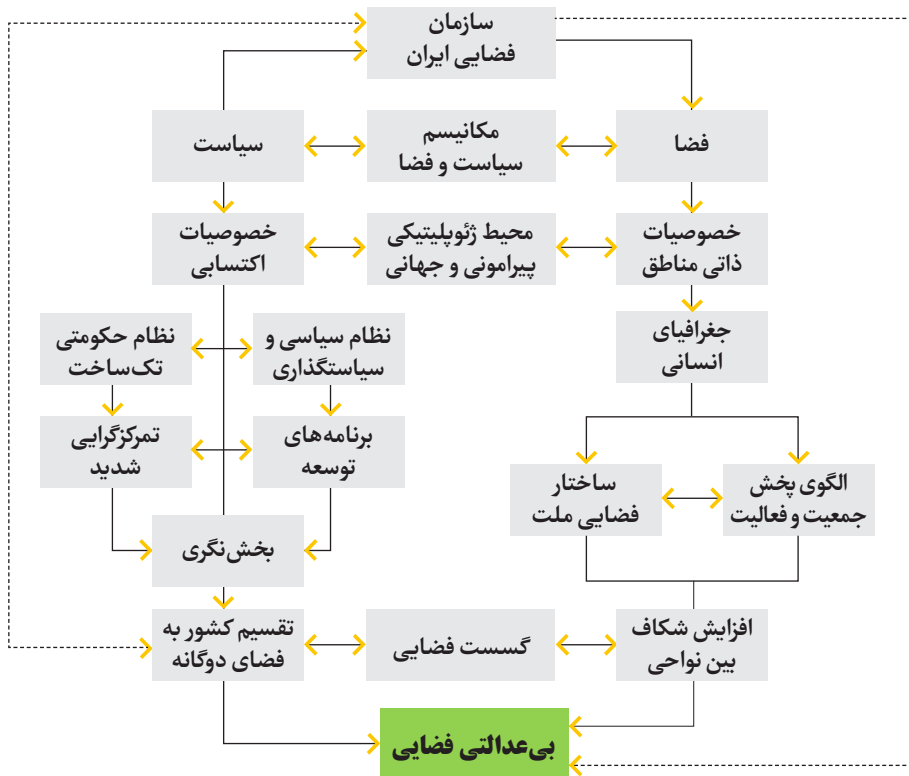 سازمان
فضایی ایران
فضا
مکانیسم
سیاست و فضا
سیاست
خصوصیات
ذاتی مناطق
محیط ژئوپلیتیکی
پیرامونی و جهانی
خصوصیات
اکتسابی
جغرافیای
انسانی
نظام سیاسی و
سیاستگذاری
نظام حکومتی
تک‌ساخت
برنامه‌های
توسعه
تمرکزگرایی
شدید
الگوی پخش
جمعیت و فعالیت
ساختار
فضایی ملت
بخش‌نگری
افزایش شکاف
بین نواحی
گسست فضایی
تقسیم کشور به
فضای دوگانه
بی‌عدالتی فضایی